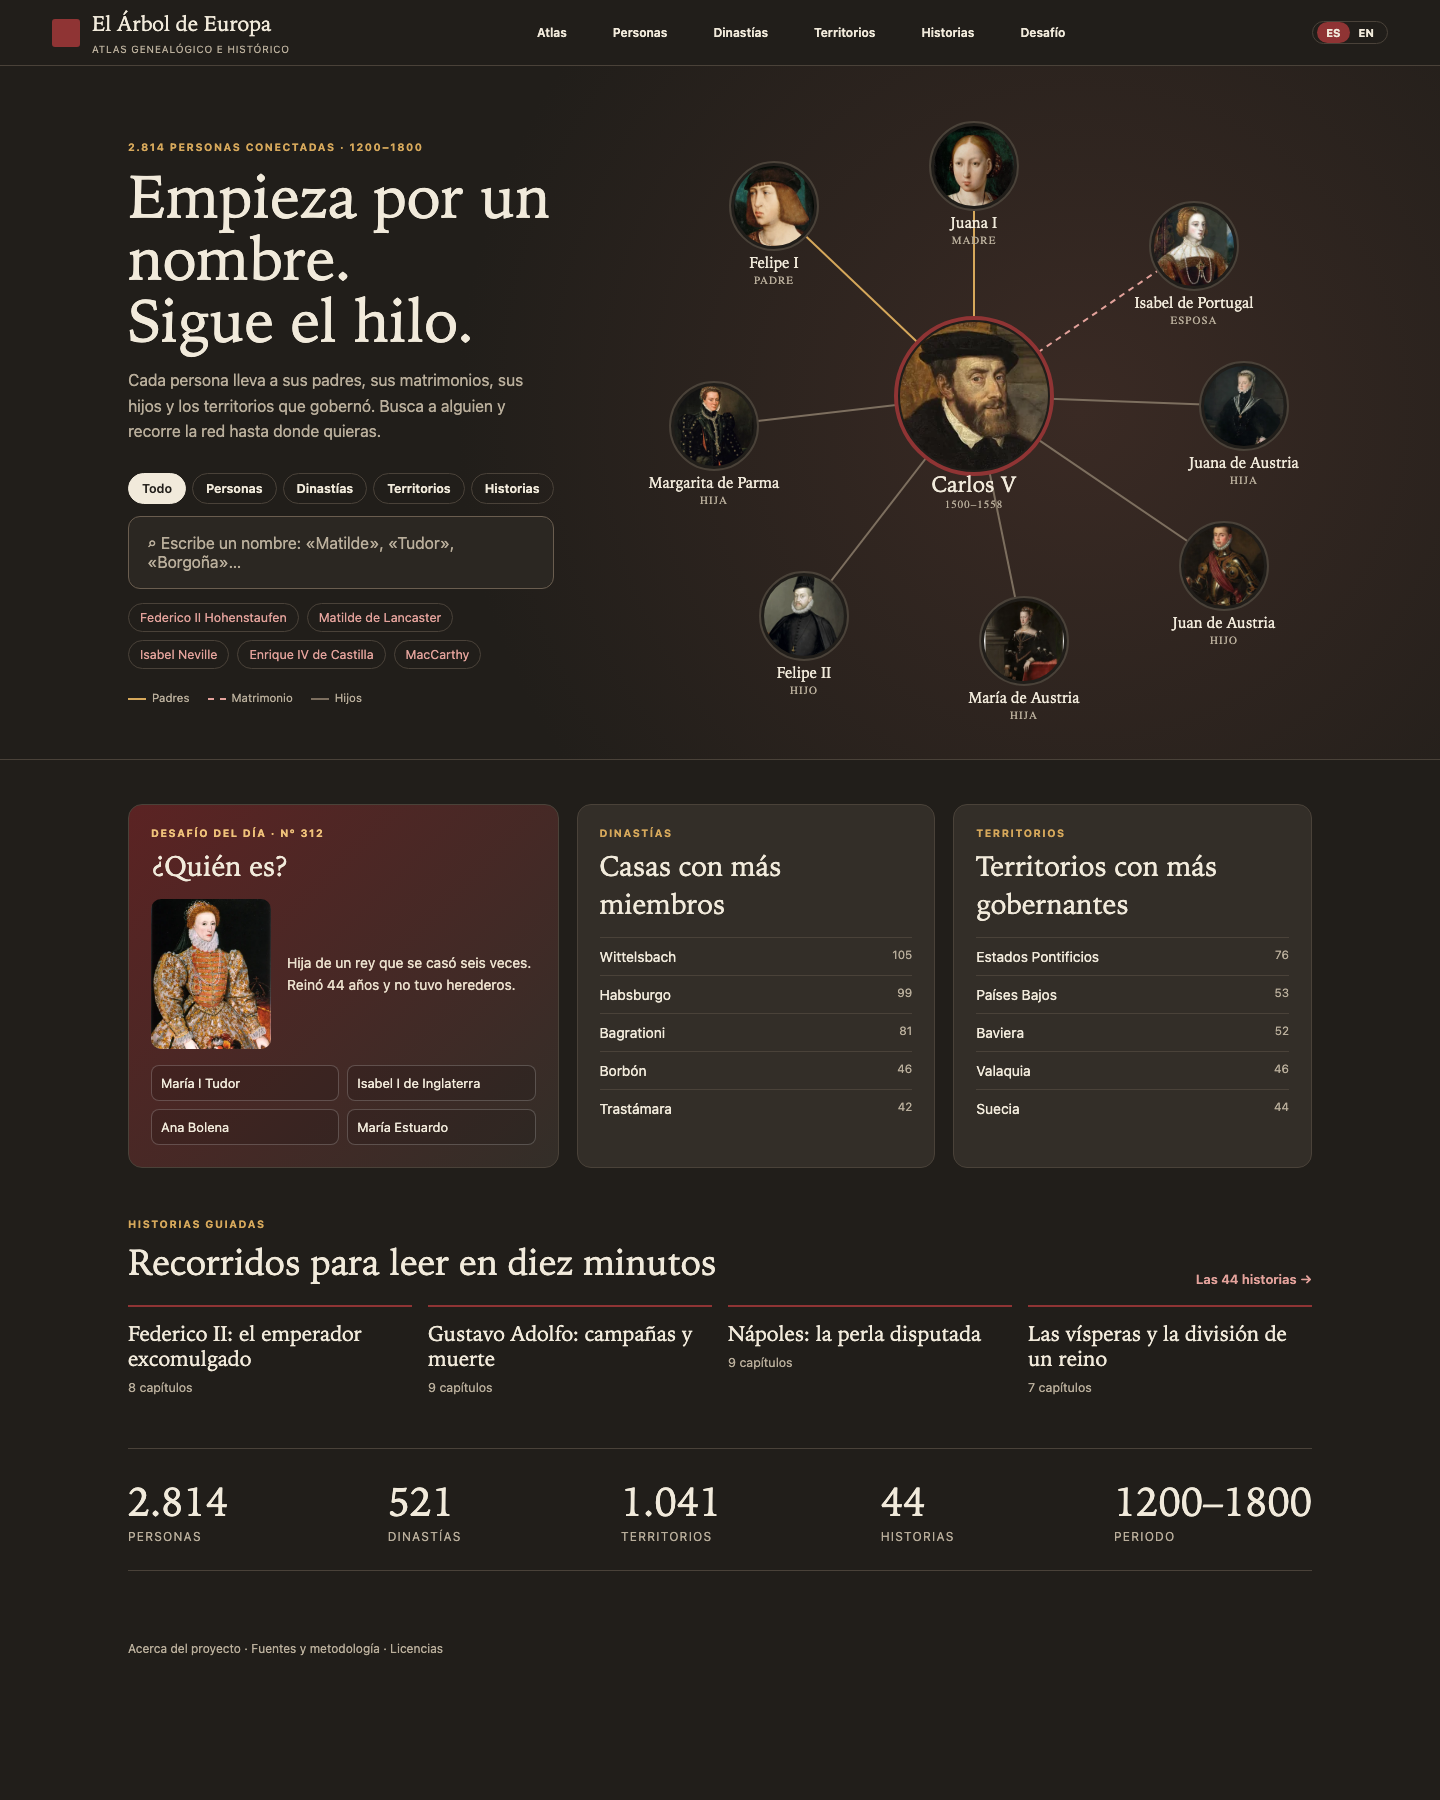 El Árbol de Europa
ATLAS GENEALÓGICO E HISTÓRICO
Atlas
Personas
Dinastías
Territorios
Historias
Desafío
ES
EN
2.814 PERSONAS CONECTADAS · 1200–1800
Empieza por un
nombre.
Sigue el hilo.
Cada persona lleva a sus padres, sus matrimonios, sus
hijos y los territorios que gobernó. Busca a alguien y
recorre la red hasta donde quieras.
Todo
Personas
Dinastías
Territorios
Historias
⌕ Escribe un nombre: «Matilde», «Tudor»,
«Borgoña»...
Federico II Hohenstaufen
Matilde de Lancaster
Isabel Neville
Enrique IV de Castilla
MacCarthy
Padres
Matrimonio
Hijos
Juana I
MADRE
Felipe I
PADRE
Isabel de Portugal
ESPOSA
Juana de Austria
HIJA
Margarita de Parma
HIJA
Carlos V
1500–1558
Juan de Austria
HIJO
Felipe II
HIJO
María de Austria
HIJA
DESAFÍO DEL DÍA · Nº 312
¿Quién es?
Hija de un rey que se casó seis veces.
Reinó 44 años y no tuvo herederos.
María I Tudor
Isabel I de Inglaterra
Ana Bolena
María Estuardo
DINASTÍAS
Casas con más
miembros
Wittelsbach 105
Habsburgo 99
Bagrationi 81
Borbón 46
Trastámara 42
TERRITORIOS
Territorios con más
gobernantes
Estados Pontificios 76
Países Bajos 53
Baviera 52
Valaquia 46
Suecia 44
HISTORIAS GUIADAS
Recorridos para leer en diez minutos
Las 44 historias →
Federico II: el emperador
excomulgado
8 capítulos
Gustavo Adolfo: campañas y
muerte
9 capítulos
Nápoles: la perla disputada
9 capítulos
Las vísperas y la división de
un reino
7 capítulos
2.814
PERSONAS
521
DINASTÍAS
1.041
TERRITORIOS
44
HISTORIAS
1200–1800
PERIODO
Acerca del proyecto · Fuentes y metodología · Licencias